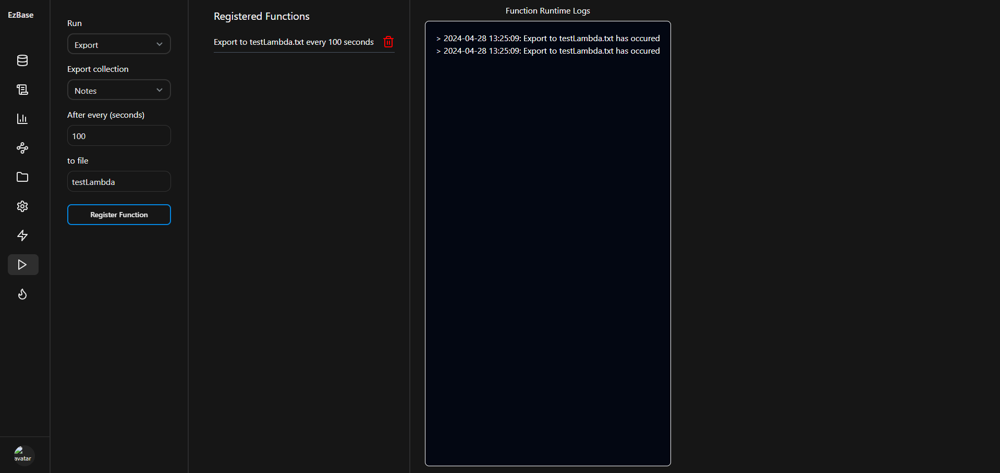 EzBase
Run
Export
Export collection
Notes
After every (seconds)
100
to file
testLambda
Register Function
avatar
Registered Functions
Export to testLambda.txt every 100 seconds
Function Runtime Logs
> 2024-04-28 13:25:09: Export to testLambda.txt has occured
> 2024-04-28 13:25:09: Export to testLambda.txt has occured